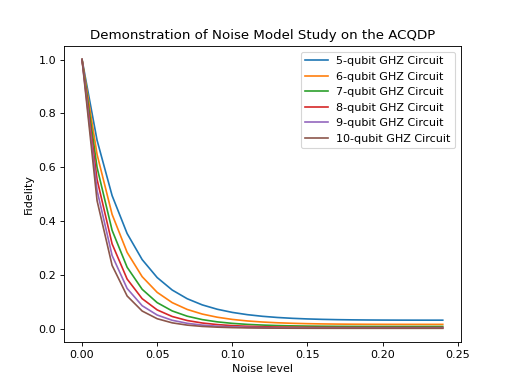 Demonstration of Noise Model Study on the ACQDP
5-qubit GHZ Circuit
6-qubit GHZ Circuit
7-qubit GHZ Circuit
8-qubit GHZ Circuit
9-qubit GHZ Circuit
10-qubit GHZ Circuit
1.0
0.8
0.6
0.4
0.2
0.0
Fidelity
0.00 0.05 0.10 0.15 0.20 0.25
Noise level